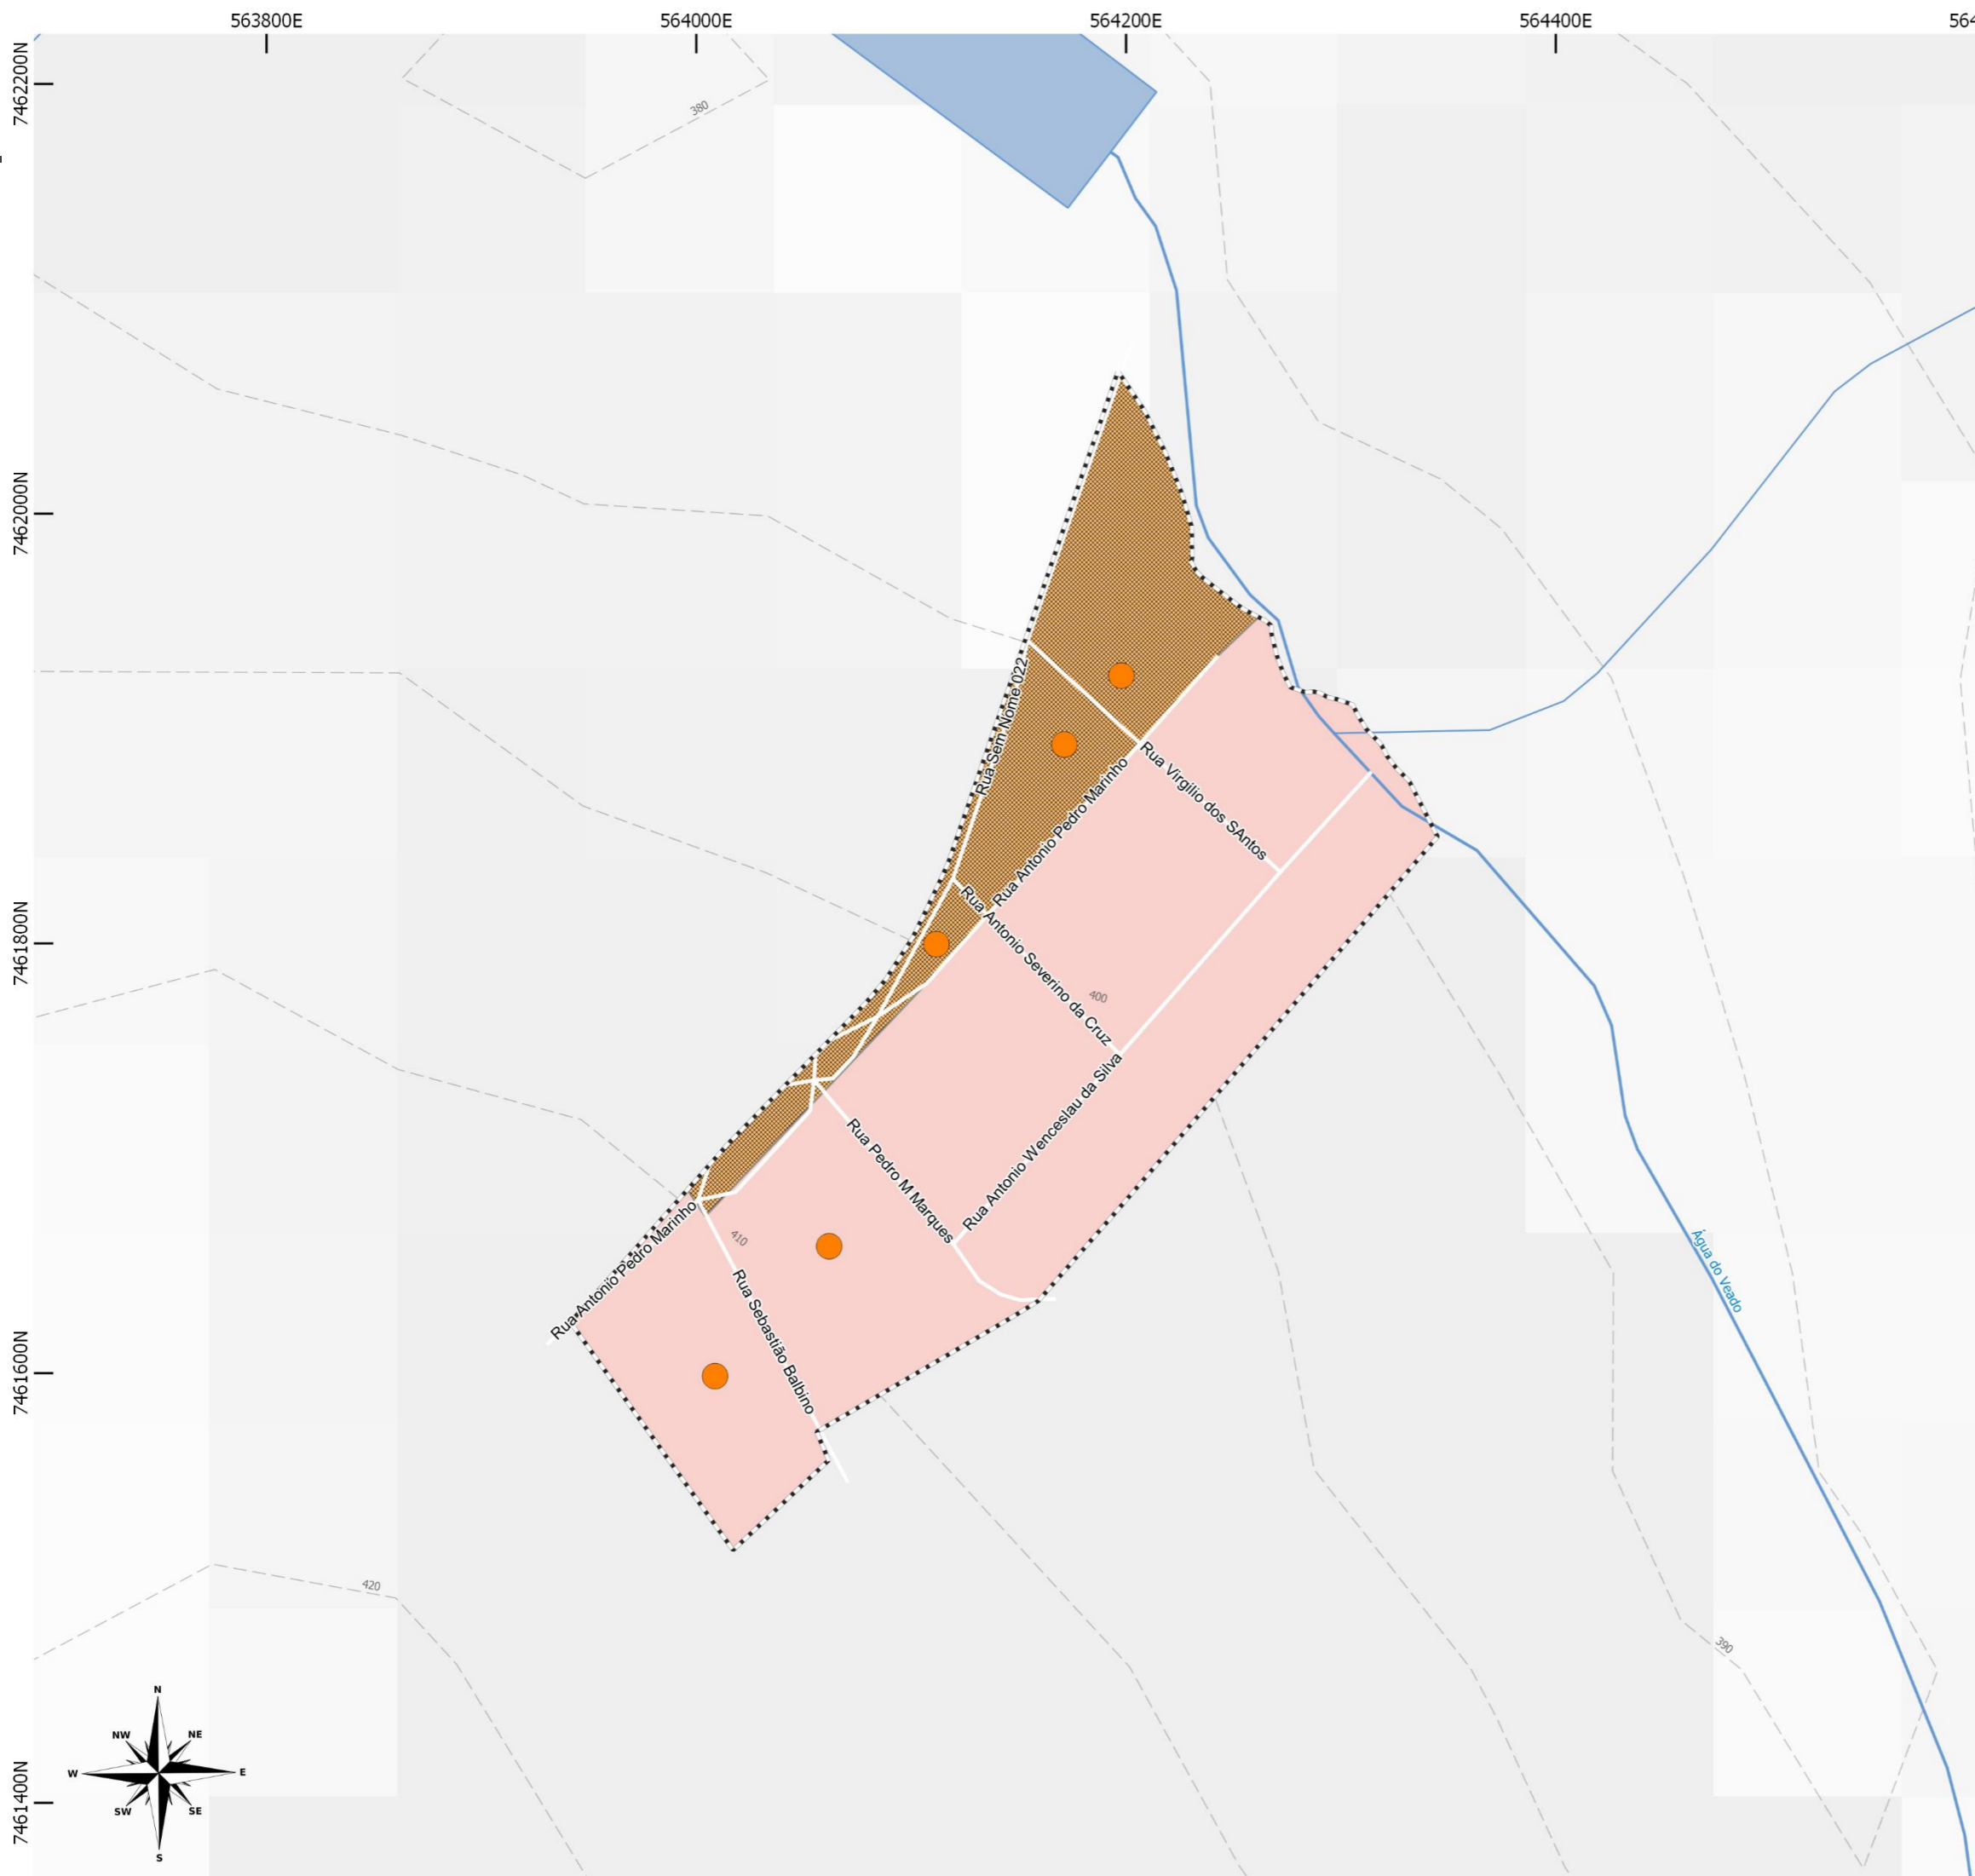 563800E
564000E
564200E
564400E
564
7462200N
380
7462000N
Rua Sem Nome 022
Rua Virgilio dos SAntos
Rua Antonio Pedro Marinho
Rua Antonio Severino da Cruz
7461800N
400
Rua Antonio Wenceslau da Silva
Rua Pedro M Marques
Rua Antonio Pedro Marinho
410
Rua Sebastião Balbino
Água do Veado
7461600N
420
390
7461400N
N
NW
NE
W
E
SW
SE
S